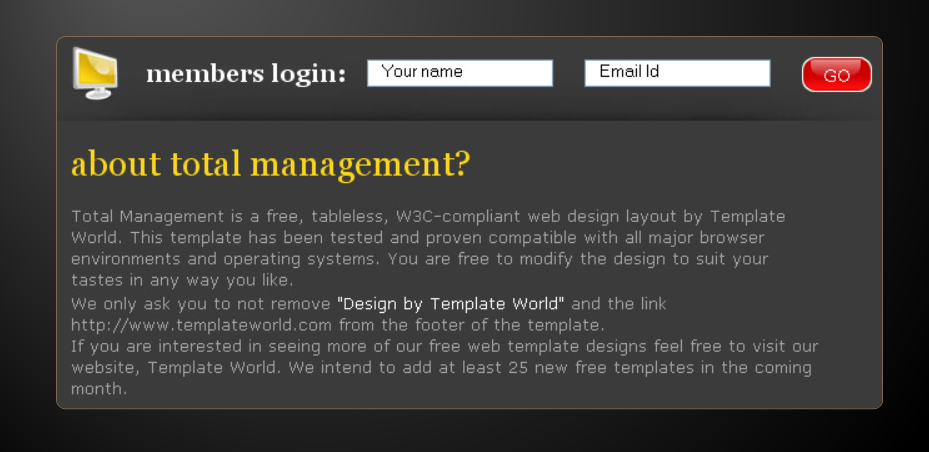 members login: Your name Email Id GO
about total management?
Total Management is a free, tableless, W3C-compliant web design layout by Template
World. This template has been tested and proven compatible with all major browser
environments and operating systems. You are free to modify the design to suit your
tastes in any way you like.
We only ask you to not remove "Design by Template World" and the link
http://www.templateworld.com from the footer of the template.
If you are interested in seeing more of our free web template designs feel free to visit our
website, Template World. We intend to add at least 25 new free templates in the coming
month.